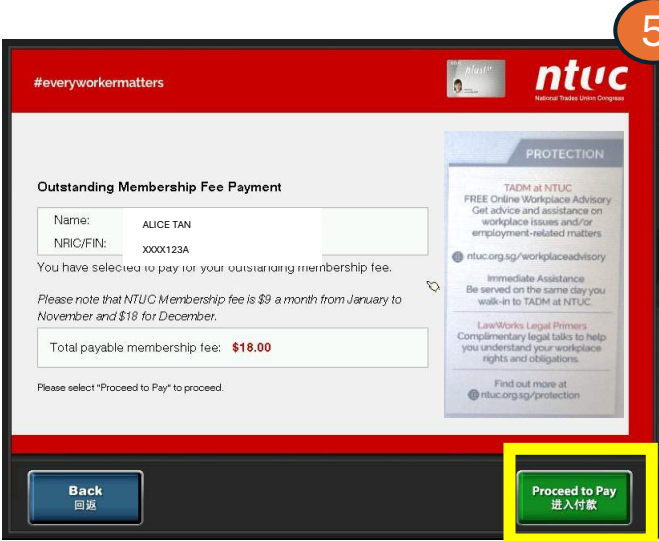 5
#everyworkermatters
ntuc
nlus!"
ntuc
National Trades Union Congress
Outstanding Membership Fee Payment
Name: ALICE TAN
NRIC/FIN: XXXX123A
You have selected to pay for your outstanding membership fee.
Please note that NTUC Membership fee is $9 a month from January to
November and $18 for December.
Total payable membership fee: $18.00
Please select "Proceed to Pay" to proceed.
PROTECTION
TADM at NTUC
FREE Online Workplace Advisory
Get advice and assistance on
workplace issues and/or
employment-related matters
ntuc.org.sg/workplaceadvisory
Immediate Assistance
Be served on the same day you
walk-in to TADM at NTUC.
LawWorks Legal Primers
Complimentary legal talks to help
you understand your workplace
rights and obligations.
Find out more at
ntuc.org.sg/protection
Back
回返
Proceed to Pay
进入付款